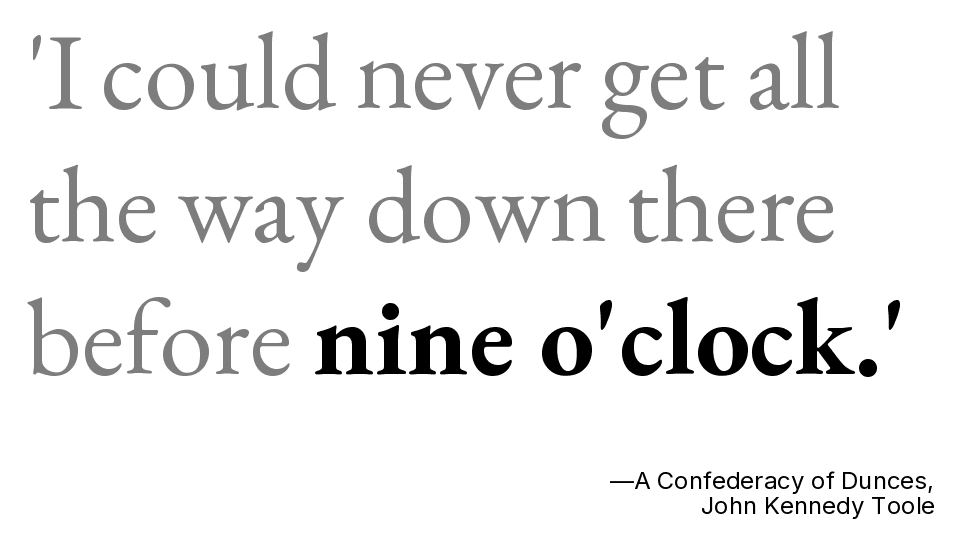 'I could never get all
the way down there
before nine o'clock.'
—A Confederacy of Dunces,
John Kennedy Toole